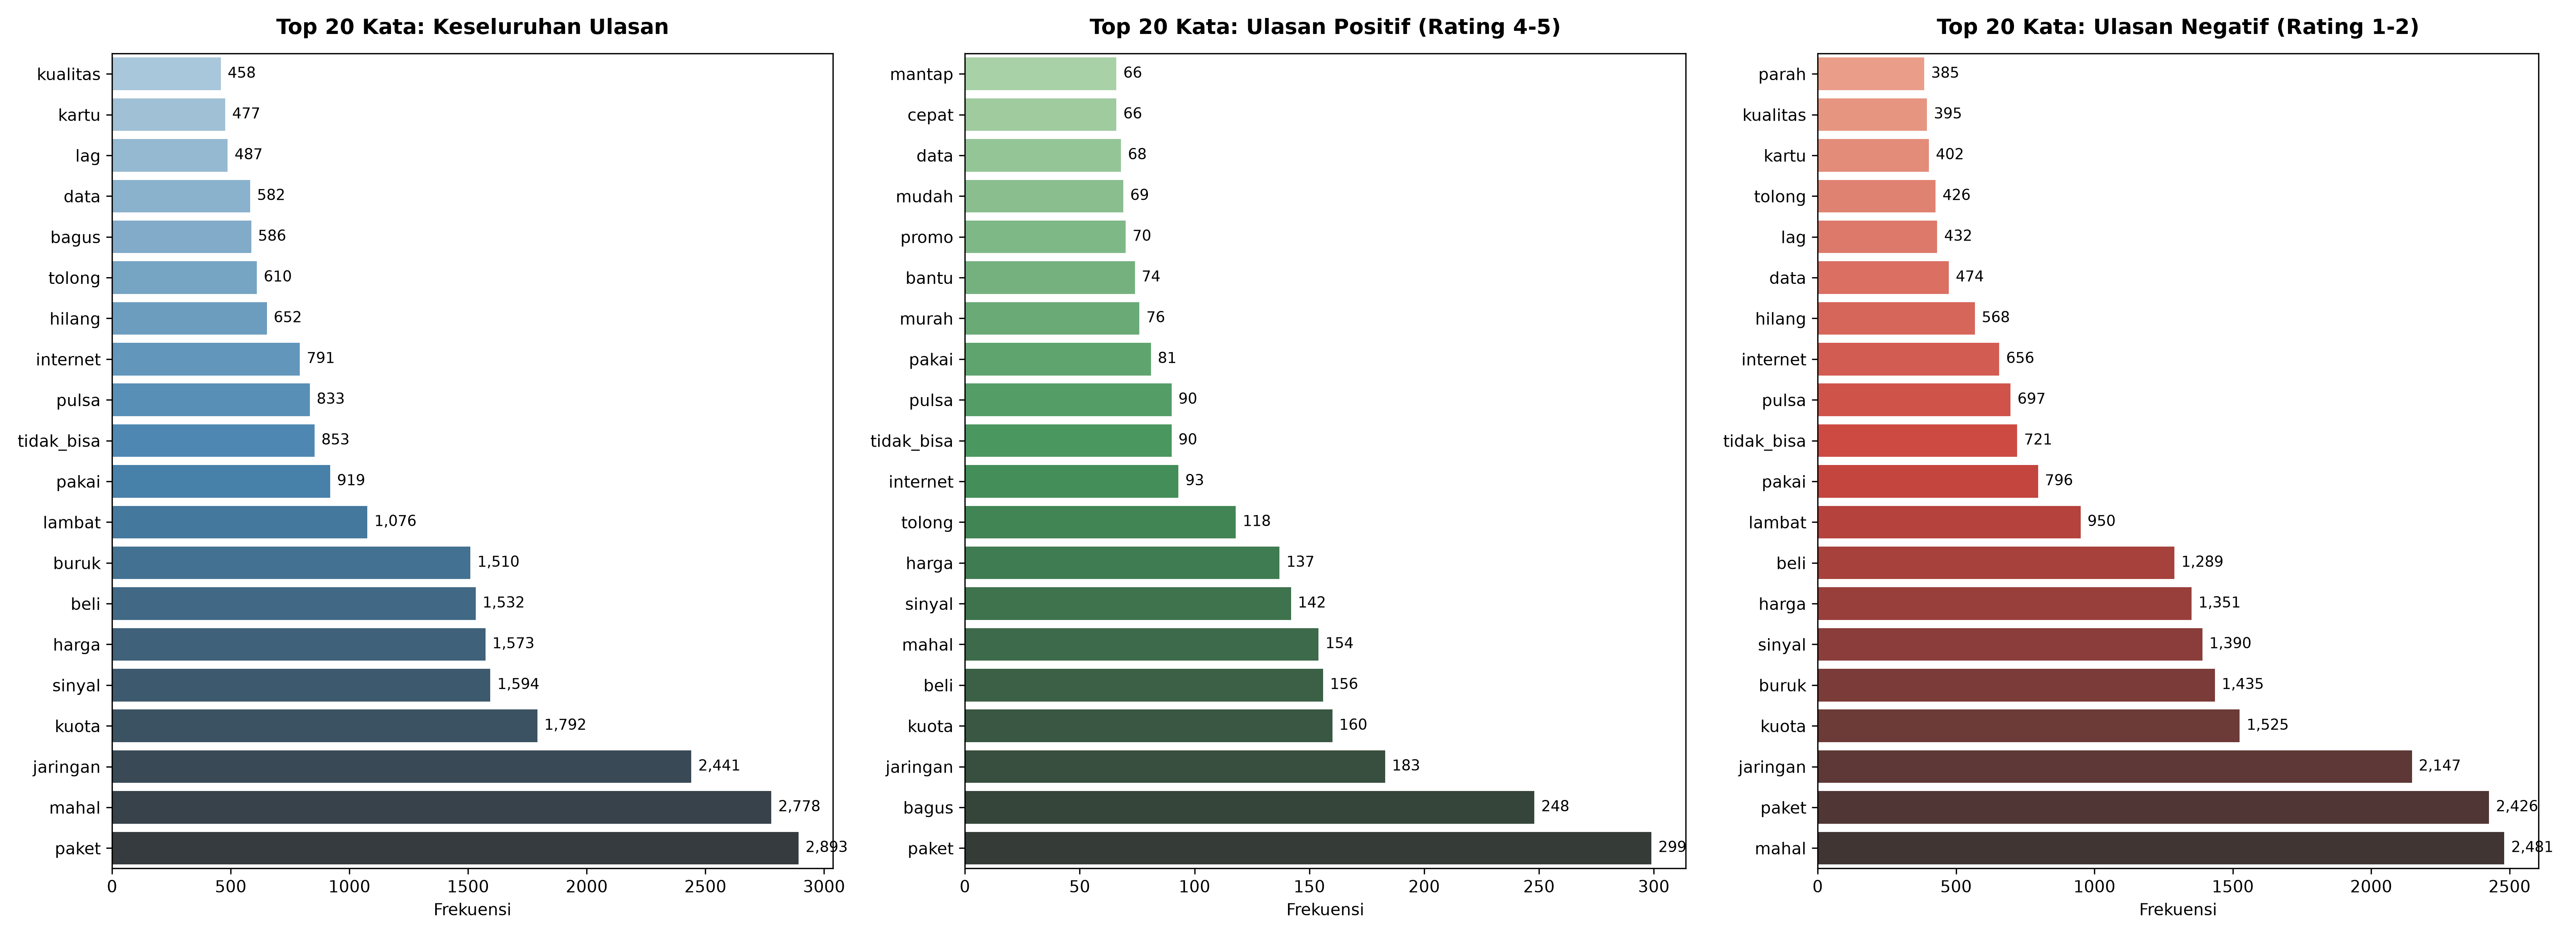 Top 20 Kata: Keseluruhan Ulasan
kualitas 458
kartu 477
lag 487
data 582
bagus 586
tolong 610
hilang 652
internet 791
pulsa 833
tidak_bisa 853
pakai 919
lambat 1,076
buruk 1,510
beli 1,532
harga 1,573
sinyal 1,594
kuota 1,792
jaringan 2,441
mahal 2,778
paket 2,893
0 500 1000 1500 2000 2500 3000
Frekuensi
Top 20 Kata: Ulasan Positif (Rating 4-5)
mantap 66
cepat 66
data 68
mudah 69
promo 70
bantu 74
murah 76
pakai 81
pulsa 90
tidak_bisa 90
internet 93
tolong 118
harga 137
sinyal 142
mahal 154
beli 156
kuota 160
jaringan 183
bagus 248
paket 299
0 50 100 150 200 250 300
Frekuensi
Top 20 Kata: Ulasan Negatif (Rating 1-2)
parah 385
kualitas 395
kartu 402
tolong 426
lag 432
data 474
hilang 568
internet 656
pulsa 697
tidak_bisa 721
pakai 796
lambat 950
beli 1,289
harga 1,351
sinyal 1,390
buruk 1,435
kuota 1,525
jaringan 2,147
paket 2,426
mahal 2,481
0 500 1000 1500 2000 2500
Frekuensi